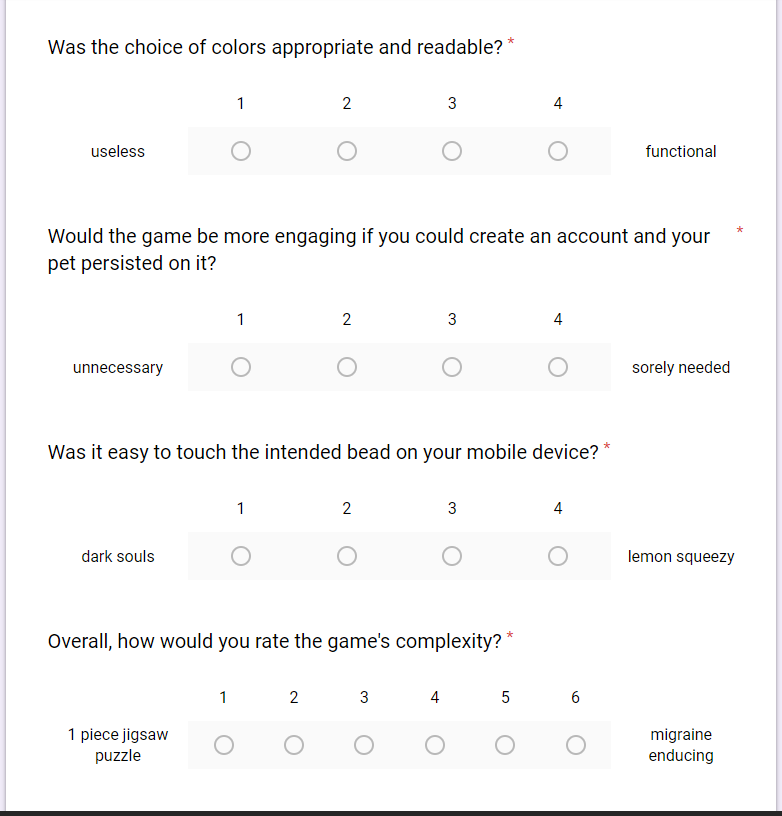 Was the choice of colors appropriate and readable? *
1 2 3 4
useless functional
Would the game be more engaging if you could create an account and your *
pet persisted on it?
1 2 3 4
unnecessary sorely needed
Was it easy to touch the intended bead on your mobile device? *
1 2 3 4
dark souls lemon squeezy
Overall, how would you rate the game's complexity? *
1 2 3 4 5 6
1 piece jigsaw migraine
puzzle enducing